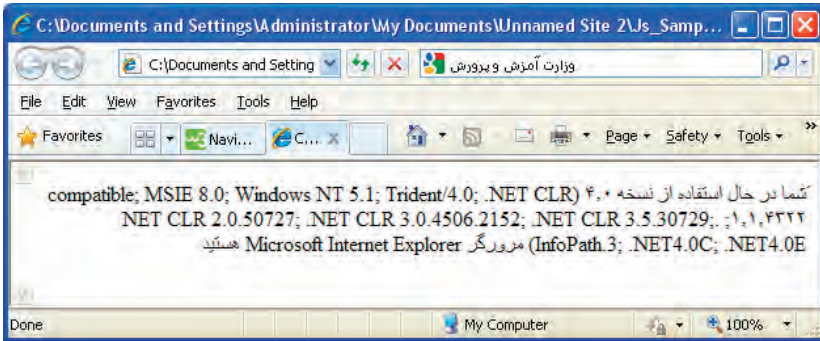 C:\Documents and Settings\Administrator\My Documents\Unnamed Site 2\Js_Samp...
C:\Documents and Setting
وزارت آمزش و پرورش
File Edit View Favorites Tools Help
Favorites
Navi...
C...
Page Safety Tools »
شما در حال استفاده از نسخه ۴.۰ (compatible; MSIE 8.0; Windows NT 5.1; Trident/4.0; .NET CLR
۱,۱,۴۳۲۲; .NET CLR 2.0.50727; .NET CLR 3.0.4506.2152; .NET CLR 3.5.30729;
InfoPath.3; .NET4.0C; .NET4.0E) مرورگر Microsoft Internet Explorer هستید
Done
My Computer
100%